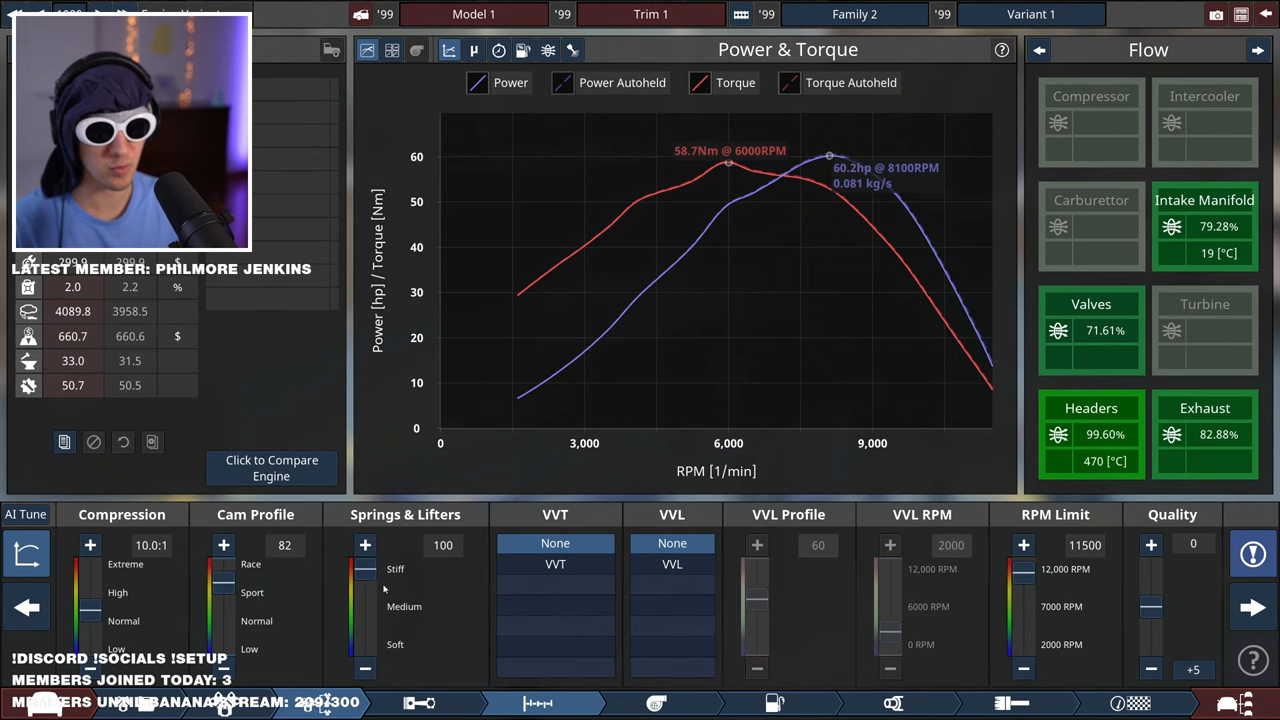 '99
Model 1
'99
Trim 1
'99
Family 2
'99
Variant 1
Power & Torque
Flow
Power
Power Autoheld
Torque
Torque Autoheld
Compressor
Intercooler
58.7Nm @ 6000RPM
60.2hp @ 8100RPM
0.081 kg/s
60
50
40
30
20
10
0
Power [hp] / Torque [Nm]
0
3,000
6,000
9,000
RPM [1/min]
Carburettor
Intake Manifold
79.28%
19 [°C]
Valves
71.61%
Turbine
Headers
99.60%
470 [°C]
Exhaust
82.88%
LATEST MEMBER: PHILMORE JENKINS
299.9
299.9
$
2.0
2.2
%
4089.8
3958.5
660.7
660.6
$
33.0
31.5
50.7
50.5
Click to Compare
Engine
AI Tune
Compression
10.0:1
Extreme
High
Normal
Low
Cam Profile
82
Race
Sport
Normal
Low
Springs & Lifters
100
Stiff
Medium
Soft
VVT
None
VVT
VVL
None
VVL
VVL Profile
60
VVL RPM
2000
12,000 RPM
6000 RPM
0 RPM
RPM Limit
11500
12,000 RPM
7000 RPM
2000 RPM
Quality
0
+5
!DISCORD !SOCIALS !SETUP
MEMBERS JOINED TODAY: 3